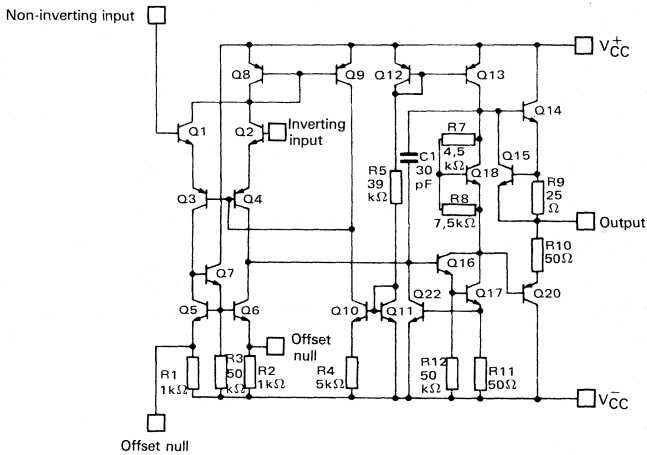 Non-inverting input
V+CC
Q8
Q9
Q12
Q13
Q14
Q1
Q2
Inverting
input
R7
4,5
kΩ
Q15
C1
30
pF
Q18
R5
39
kΩ
R9
25
Ω
Q3
Q4
R8
7,5kΩ
Output
R10
50Ω
Q7
Q16
Q5
Q6
Q10
Q11
Q22
Q17
Q20
Offset
null
R1
1kΩ
R3
50
kΩ
R2
1kΩ
R4
5kΩ
R12
50
kΩ
R11
50Ω
V-CC
Offset null